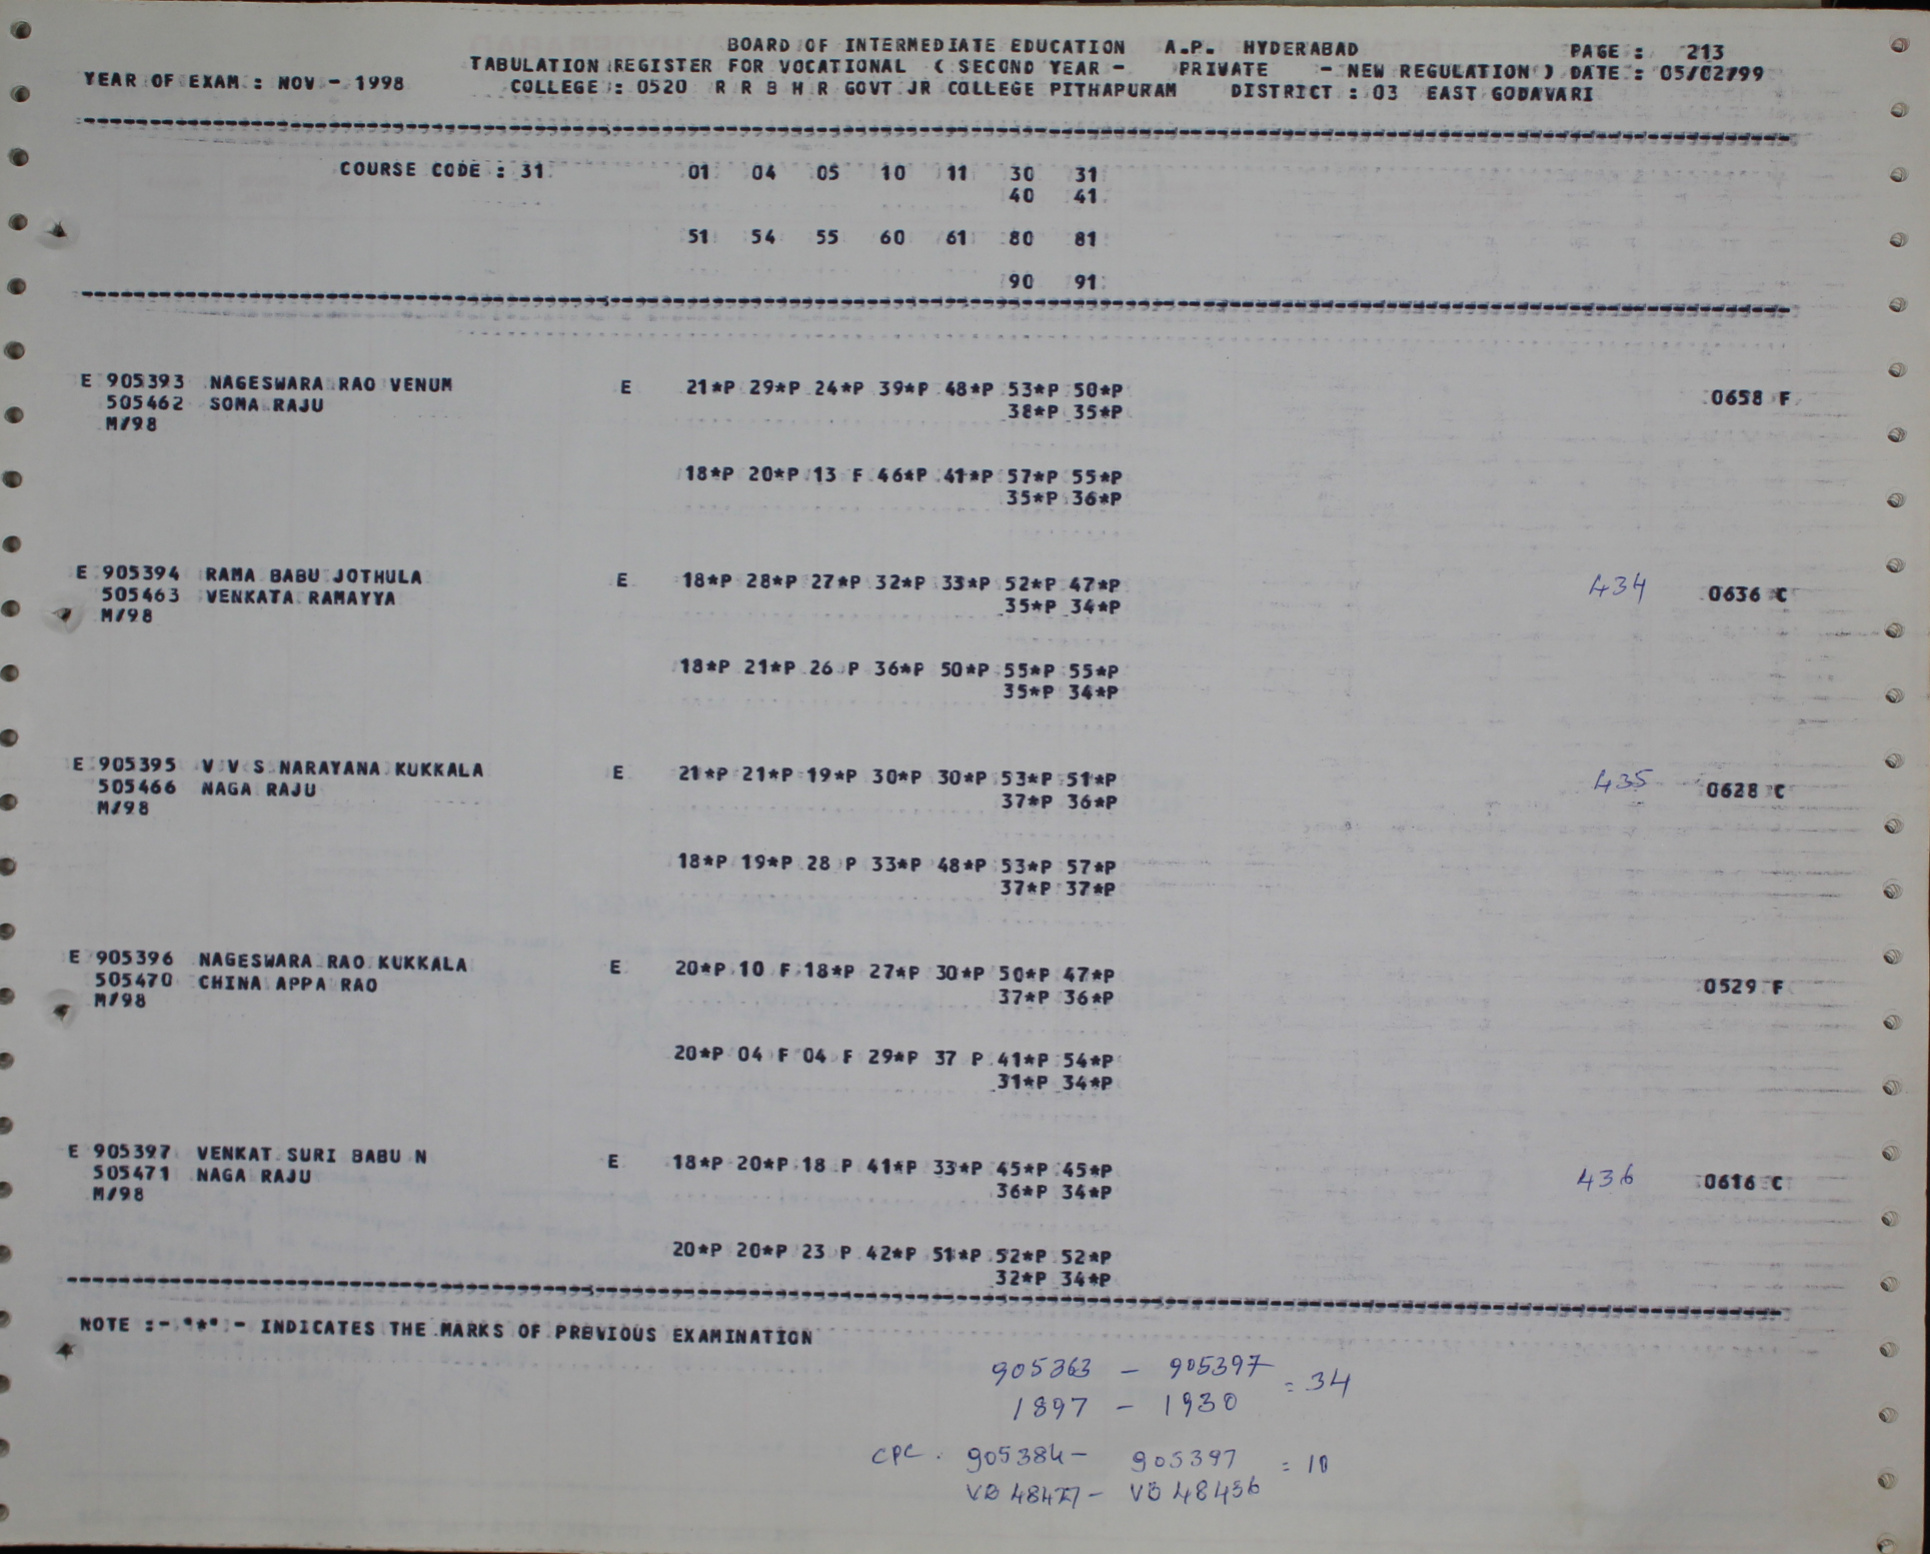 BOARD OF INTERMEDIATE EDUCATION A.P. HYDERABAD PAGE : 213
TABULATION REGISTER FOR VOCATIONAL ( SECOND YEAR - PRIVATE - NEW REGULATION ) DATE : 05/02/99
YEAR OF EXAM : NOV - 1998 COLLEGE : 0520 R R B H R GOVT JR COLLEGE PITHAPURAM DISTRICT : 03 EAST GODAVARI
COURSE CODE : 31 01 04 05 10 11 30 31
40 41
51 54 55 60 61 80 81
90 91
E 905393 NAGESWARA RAO VENUM E 21*P 29*P 24*P 39*P 48*P 53*P 50*P 0658 F
505462 SOMA RAJU 38*P 35*P
M/98
18*P 20*P 13 F 46*P 41*P 57*P 55*P
35*P 36*P
E 905394 RAMA BABU JOTHULA E 18*P 28*P 27*P 32*P 33*P 52*P 47*P 434 0636 C
505463 VENKATA RAMAYYA 35*P 34*P
M/98
18*P 21*P 26 P 36*P 50*P 55*P 55*P
35*P 34*P
E 905395 V V S NARAYANA KUKKALA E 21*P 21*P 19*P 30*P 30*P 53*P 51*P 435 0628 C
505466 NAGA RAJU 37*P 36*P
M/98
18*P 19*P 28 P 33*P 48*P 53*P 57*P
37*P 37*P
E 905396 NAGESWARA RAO KUKKALA E 20*P 10 F 18*P 27*P 30*P 50*P 47*P 0529 F
505470 CHINA APPA RAO 37*P 36*P
M/98
20*P 04 F 04 F 29*P 37 P 41*P 54*P
31*P 34*P
E 905397 VENKAT SURI BABU N E 18*P 20*P 18 P 41*P 33*P 45*P 45*P 436 0616 C
505471 NAGA RAJU 36*P 34*P
M/98
20*P 20*P 23 P 42*P 51*P 52*P 52*P
32*P 34*P
NOTE :- "*" - INDICATES THE MARKS OF PREVIOUS EXAMINATION
905363 - 905397 = 34
1897 - 1930
CPC . 905384 - 905397 = 10
VB 48427 - VB 48436